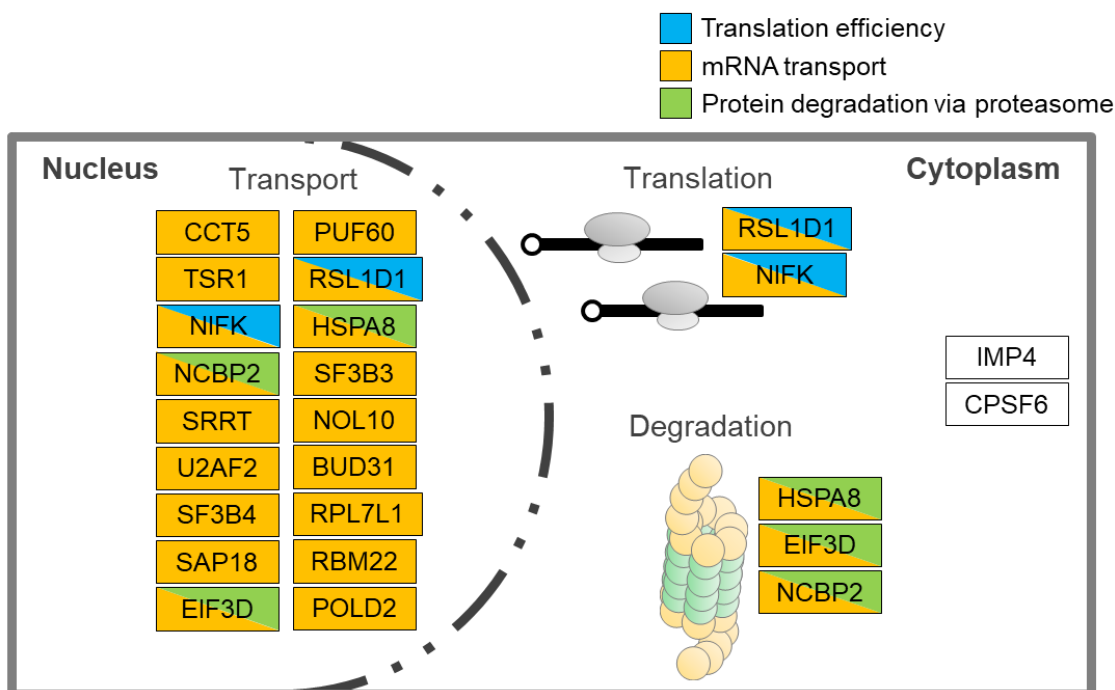 Translation efficiency
mRNA transport
Protein degradation via proteasome
Nucleus
Transport
Translation
Cytoplasm
CCT5
PUF60
TSR1
RSL1D1
NIFK
HSPA8
NCBP2
SF3B3
SRRT
NOL10
U2AF2
BUD31
SF3B4
RPL7L1
SAP18
RBM22
EIF3D
POLD2
RSL1D1
NIFK
IMP4
CPSF6
Degradation
HSPA8
EIF3D
NCBP2